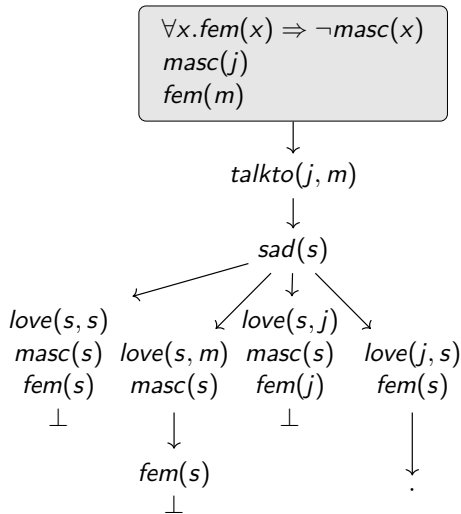 ∀x.fem(x) ⇒ ¬masc(x)
masc(j)
fem(m)
talkto(j, m)
sad(s)
love(s, s)
masc(s)
fem(s)
⊥
love(s, m)
masc(s)
fem(s)
⊥
love(s, j)
masc(s)
fem(j)
⊥
love(j, s)
fem(s)
.